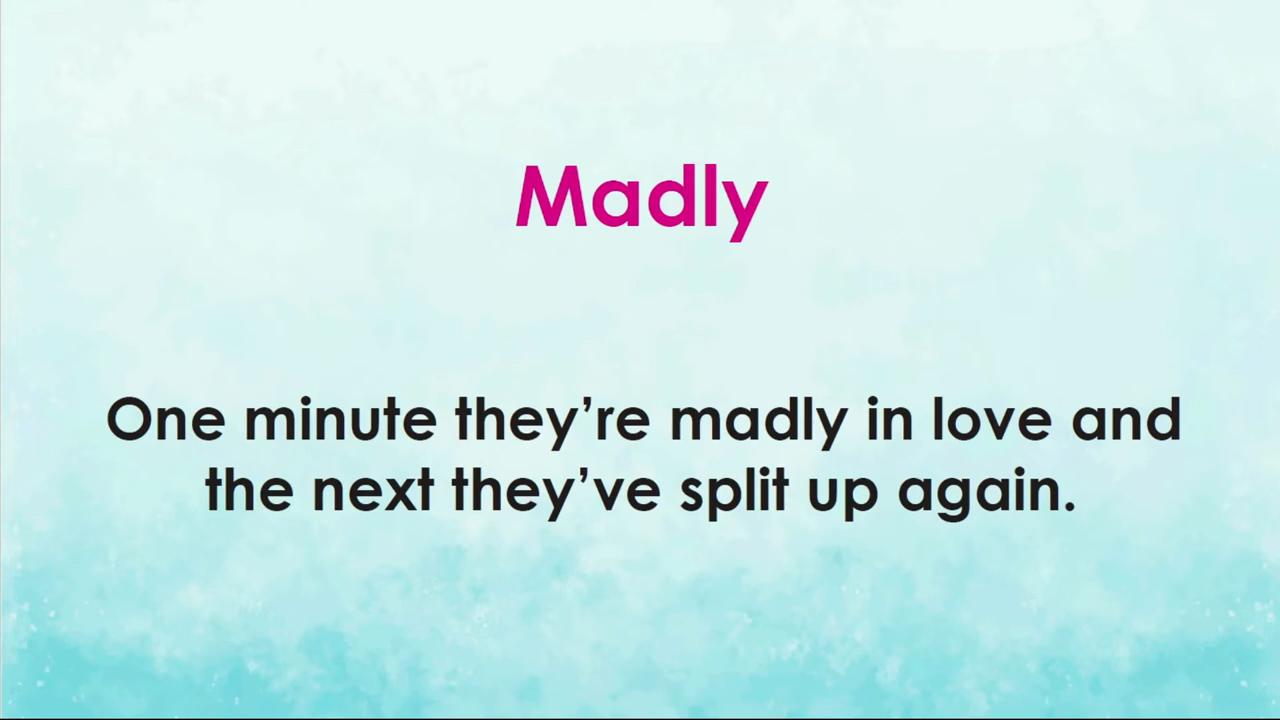 Madly
One minute they’re madly in love and
the next they’ve split up again.